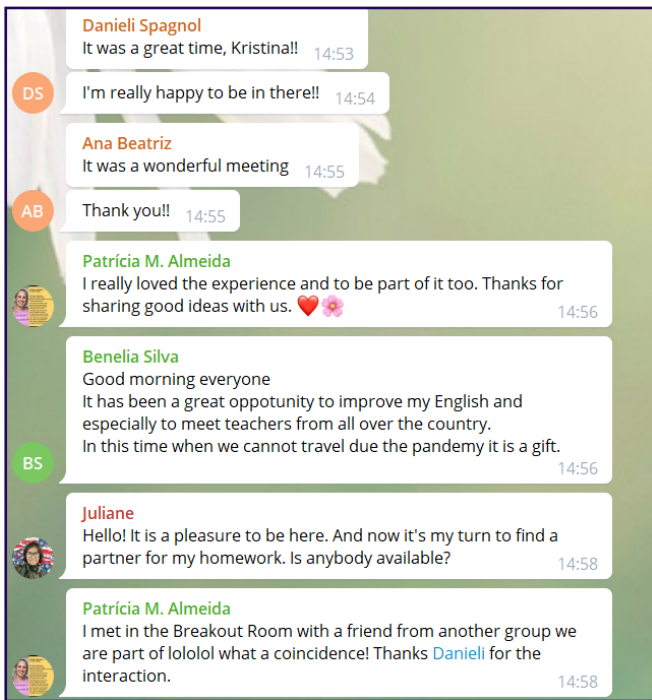 Danieli Spagnol
It was a great time, Kristina!! 14:53
DS
I'm really happy to be in there!! 14:54
Ana Beatriz
It was a wonderful meeting 14:55
AB
Thank you!! 14:55
Patrícia M. Almeida
I really loved the experience and to be part of it too. Thanks for
sharing good ideas with us. ❤️🌸 14:56
Benelia Silva
Good morning everyone
It has been a great oppotunity to improve my English and
especially to meet teachers from all over the country.
In this time when we cannot travel due the pandemy it is a gift.
BS
14:56
Juliane
Hello! It is a pleasure to be here. And now it's my turn to find a
partner for my homework. Is anybody available? 14:58
Patrícia M. Almeida
I met in the Breakout Room with a friend from another group we
are part of lololol what a coincidence! Thanks Danieli for the
interaction. 14:58